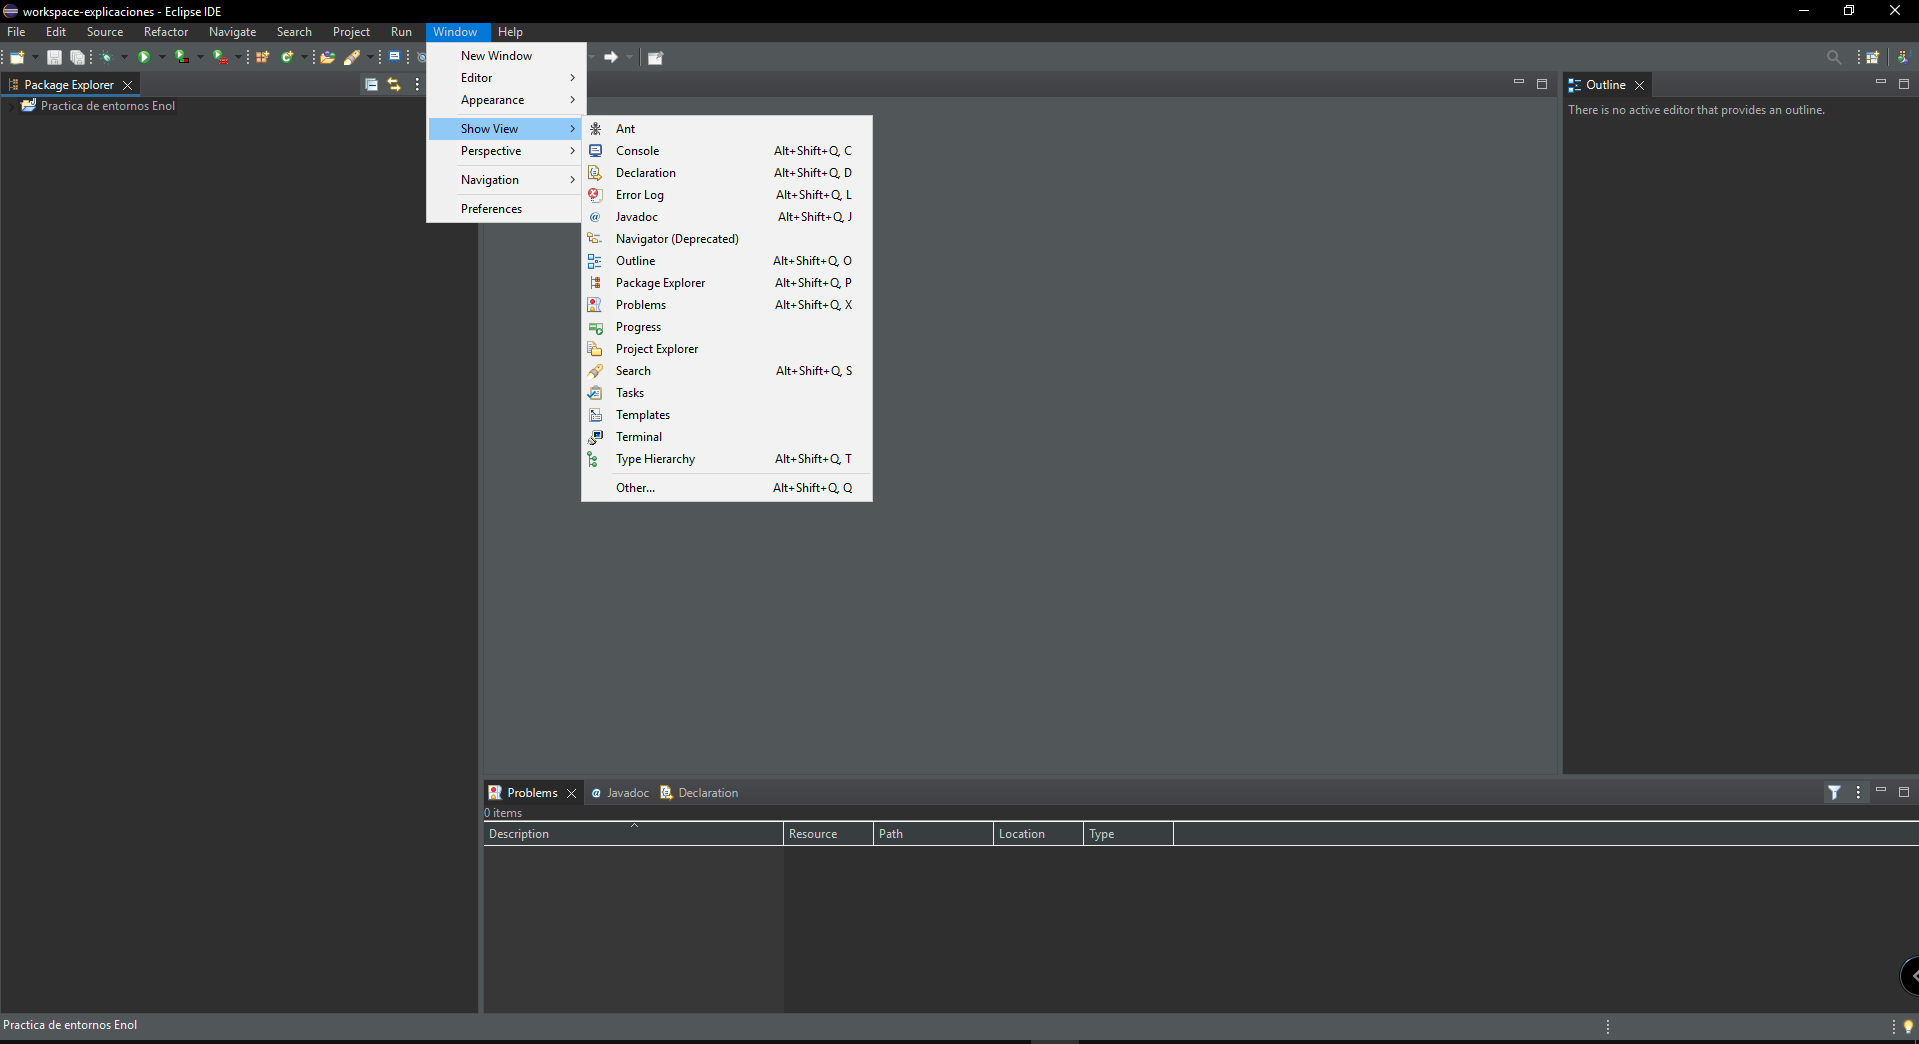 workspace-explicaciones - Eclipse IDE
File Edit Source Refactor Navigate Search Project Run Window Help
Package Explorer
Practica de entornos Enol
New Window
Editor
Appearance
Show View
Perspective
Navigation
Preferences
Ant
Console Alt+Shift+Q, C
Declaration Alt+Shift+Q, D
Error Log Alt+Shift+Q, L
Javadoc Alt+Shift+Q, J
Navigator (Deprecated)
Outline Alt+Shift+Q, O
Package Explorer Alt+Shift+Q, P
Problems Alt+Shift+Q, X
Progress
Project Explorer
Search Alt+Shift+Q, S
Tasks
Templates
Terminal
Type Hierarchy Alt+Shift+Q, T
Other... Alt+Shift+Q, Q
Outline
There is no active editor that provides an outline.
Problems Javadoc Declaration
0 items
Description Resource Path Location Type
Practica de entornos Enol